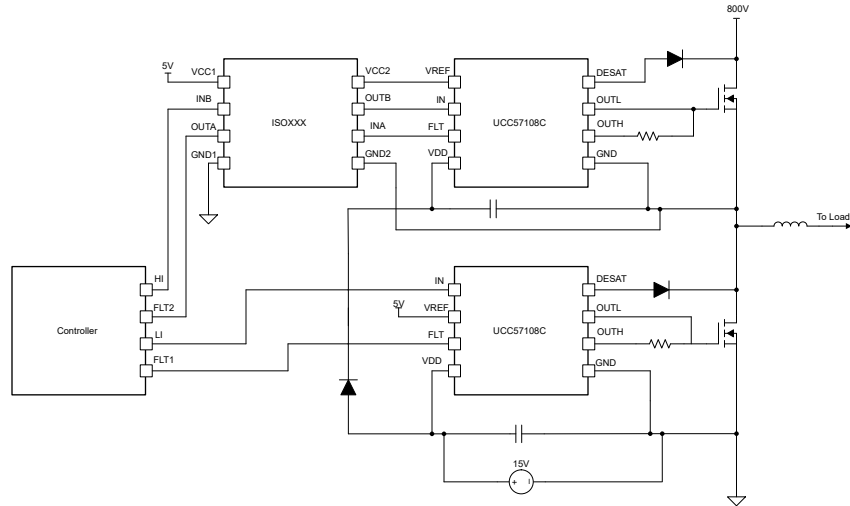 800V
5V
VCC1
VCC2
VREF
DESAT
INB
OUTB
IN
OUTL
ISOXXX
UCC57108C
OUTA
INA
FLT
OUTH
GND1
GND2
VDD
GND
To Load
HI
IN
DESAT
FLT2
5V
VREF
OUTL
Controller
UCC57108C
LI
FLT
OUTH
FLT1
VDD
GND
15V
+
I